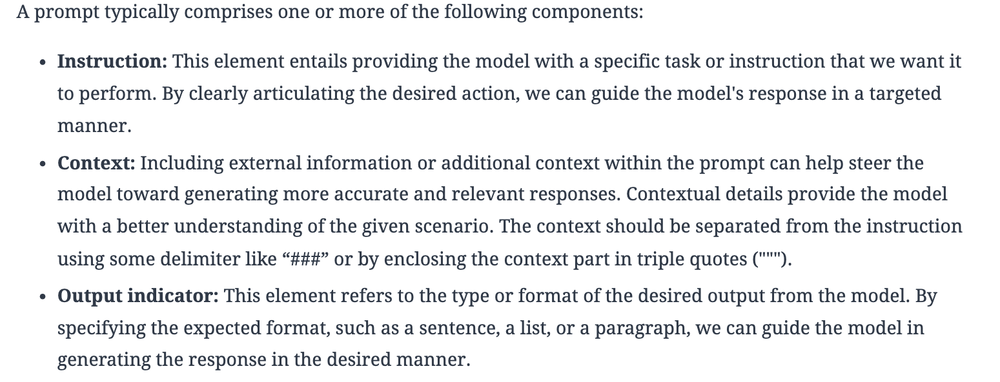 A prompt typically comprises one or more of the following components:
• Instruction: This element entails providing the model with a specific task or instruction that we want it
to perform. By clearly articulating the desired action, we can guide the model's response in a targeted
manner.
• Context: Including external information or additional context within the prompt can help steer the
model toward generating more accurate and relevant responses. Contextual details provide the model
with a better understanding of the given scenario. The context should be separated from the instruction
using some delimiter like “###” or by enclosing the context part in triple quotes (""").
• Output indicator: This element refers to the type or format of the desired output from the model. By
specifying the expected format, such as a sentence, a list, or a paragraph, we can guide the model in
generating the response in the desired manner.